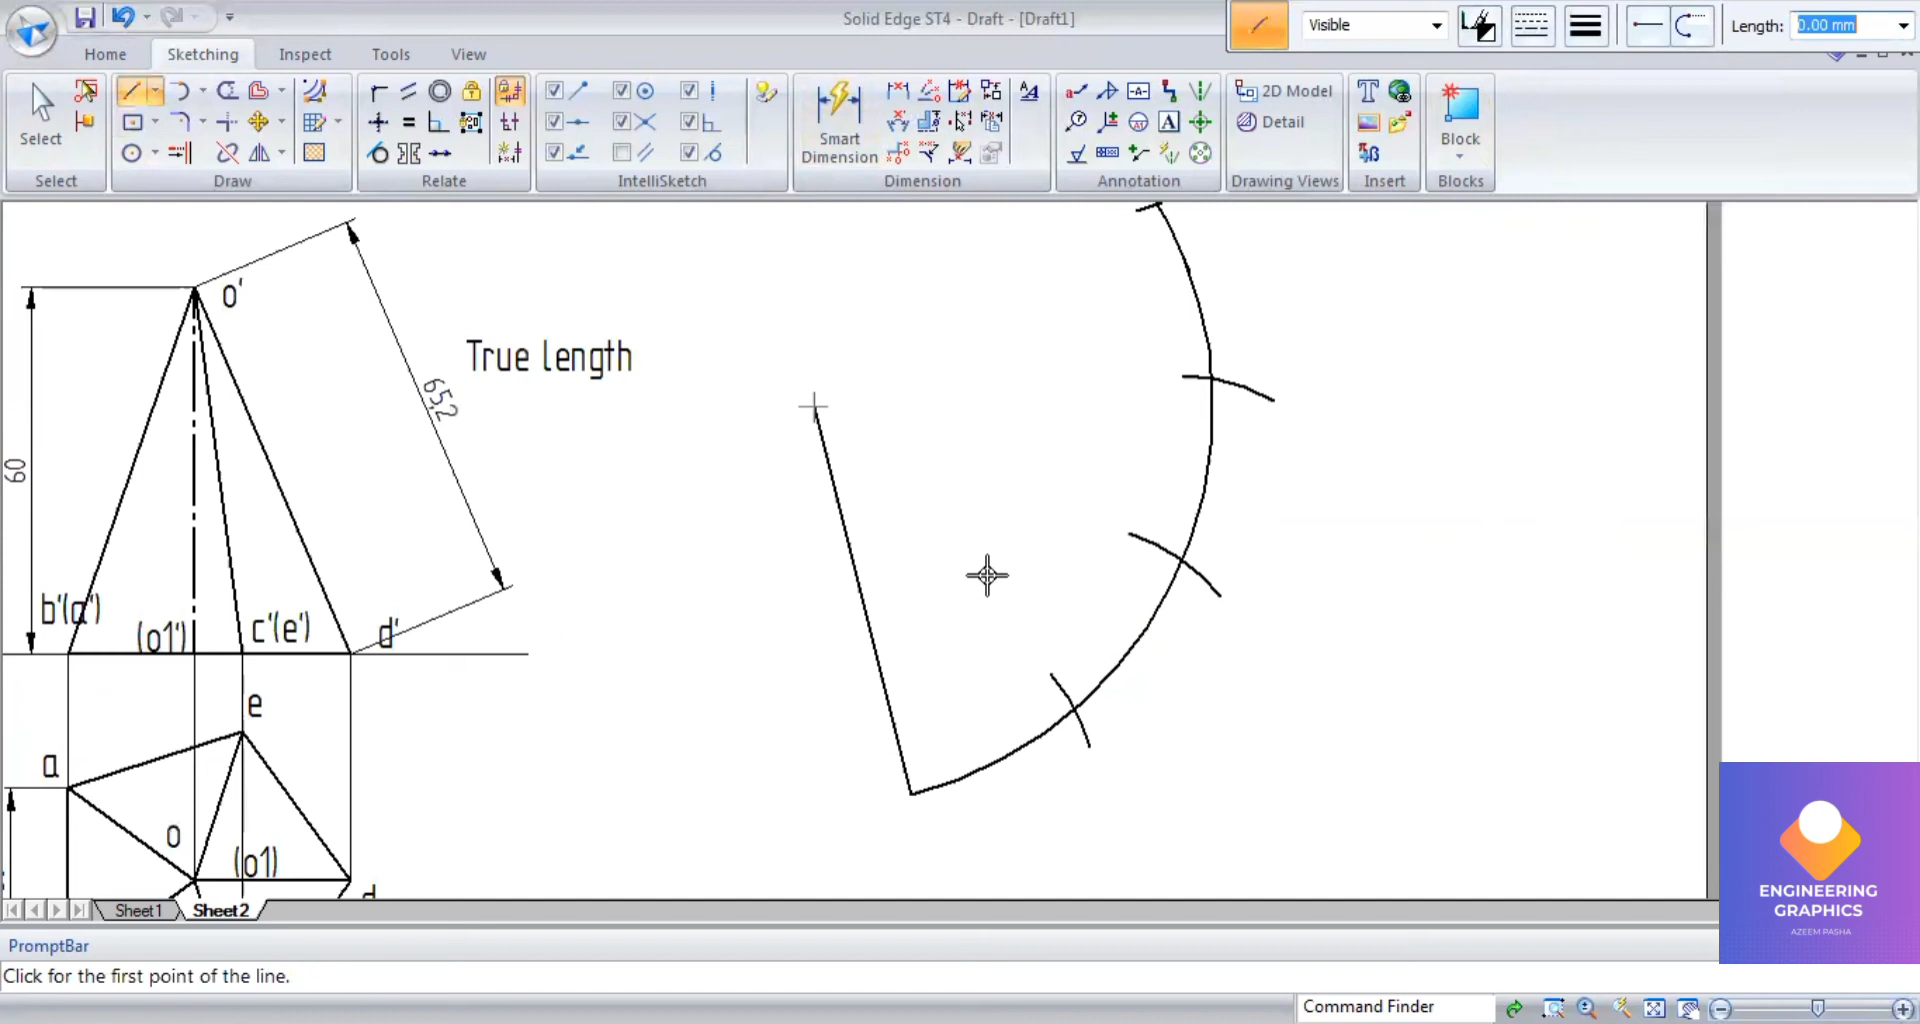 Solid Edge ST4 - Draft - [Draft1]
Visible
Length:
0.00 mm
Home
Sketching
Inspect
Tools
View
Select
Smart
Dimension
2D Model
Detail
Block
Select
Draw
Relate
IntelliSketch
Dimension
Annotation
Drawing Views
Insert
Blocks
o'
True length
65,2
60
b'(a')
(o1')
c'(e')
d'
e
a
o
(o1)
Sheet1
Sheet2
ENGINEERING
GRAPHICS
AZEEM PASHA
PromptBar
Click for the first point of the line.
Command Finder